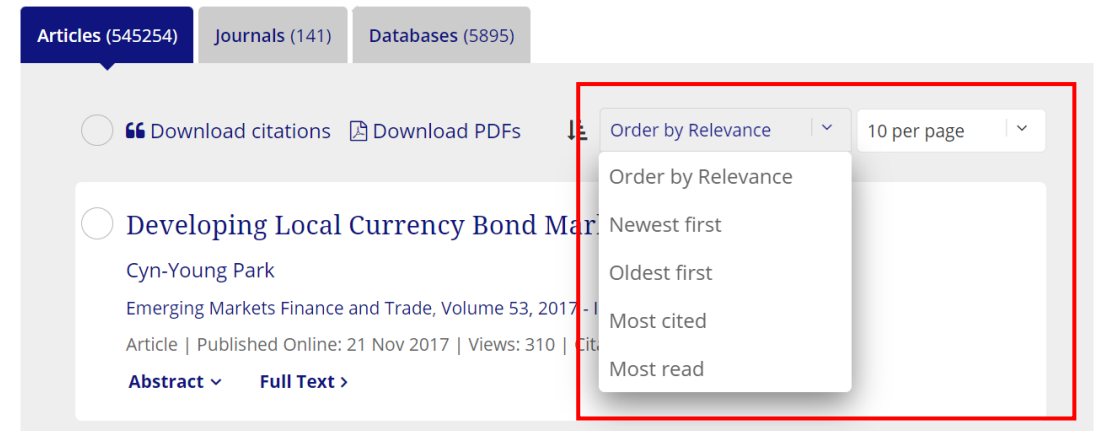 Articles (545254) Journals (141) Databases (5895)
Download citations Download PDFs Order by Relevance 10 per page
Order by Relevance
Newest first
Oldest first
Most cited
Most read
Developing Local Currency Bond
Cyn-Young Park
Emerging Markets Finance and Trade, Volume 53, 2017 -
Article | Published Online: 21 Nov 2017 | Views: 310 |
Abstract Full Text